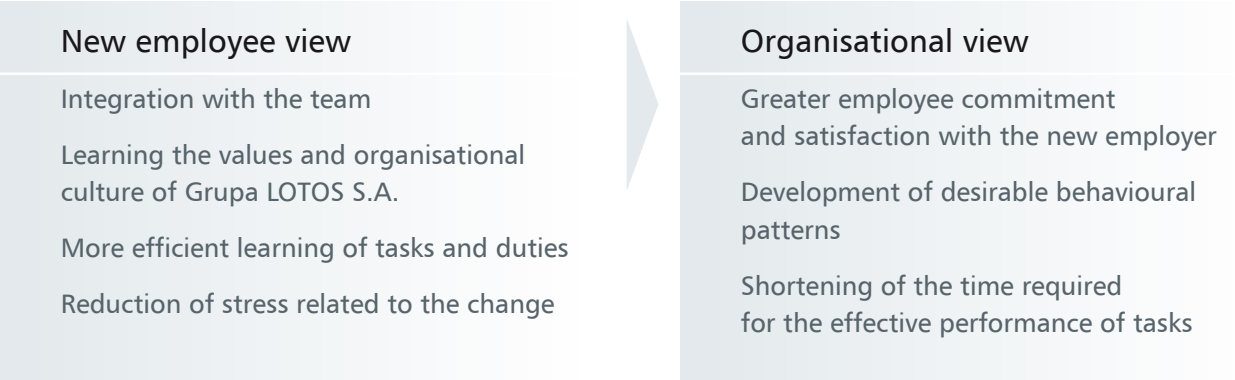 New employee view
Integration with the team
Learning the values and organisational
culture of Grupa LOTOS S.A.
More efficient learning of tasks and duties
Reduction of stress related to the change
Organisational view
Greater employee commitment
and satisfaction with the new employer
Development of desirable behavioural
patterns
Shortening of the time required
for the effective performance of tasks